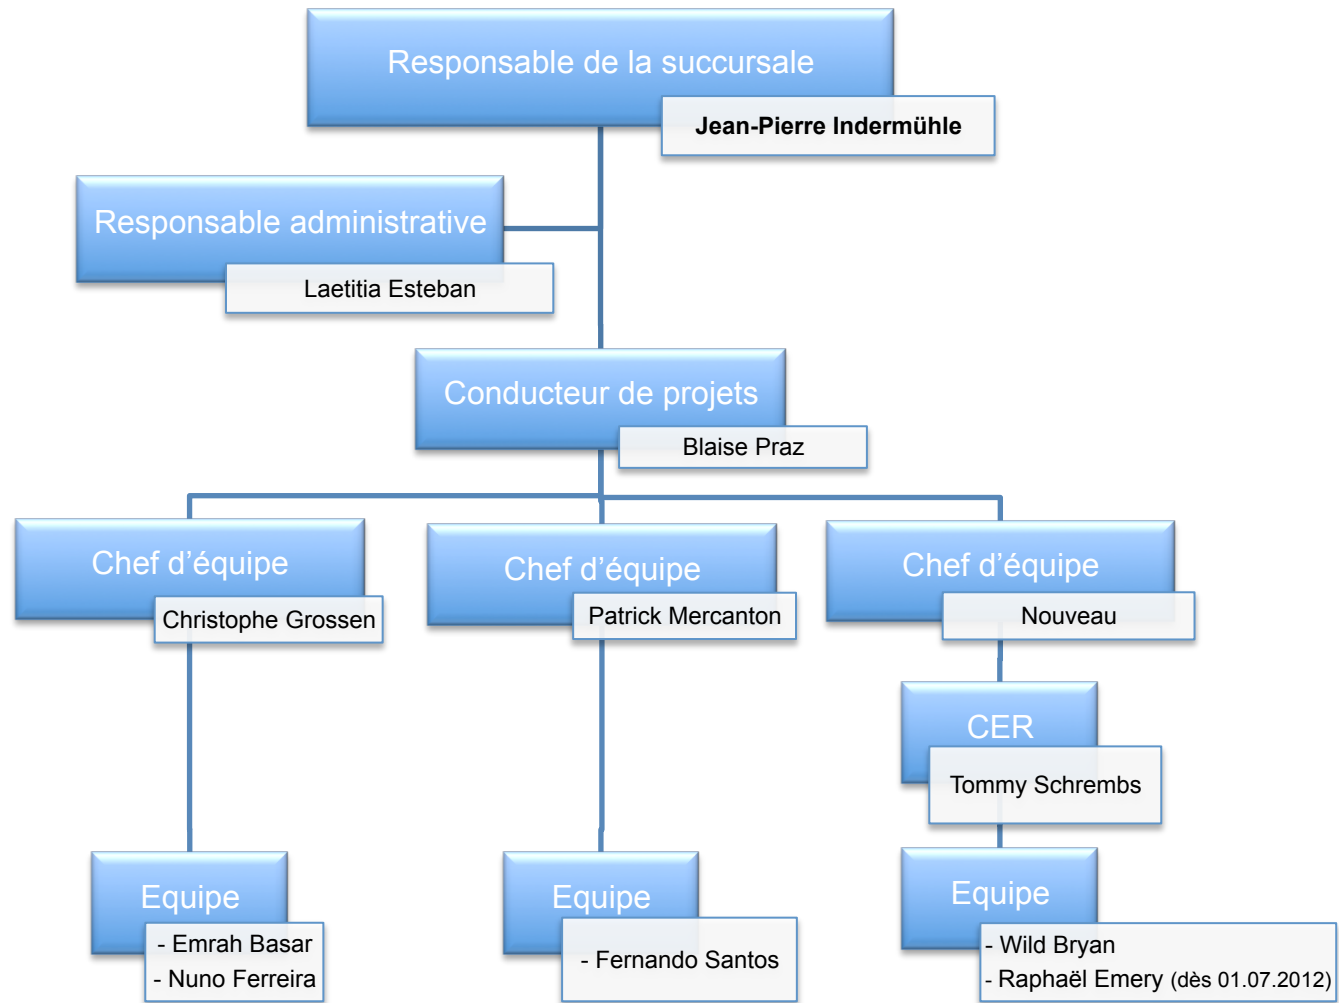 Responsable de la succursale
Jean-Pierre Indermühle
Responsable administrative
Laetitia Esteban
Conducteur de projets
Blaise Praz
Chef d’équipe
Christophe Grossen
Chef d’équipe
Patrick Mercanton
Chef d’équipe
Nouveau
CER
Tommy Schrembs
Equipe
- Emrah Basar
- Nuno Ferreira
Equipe
- Fernando Santos
Equipe
- Wild Bryan
- Raphaël Emery (dès 01.07.2012)